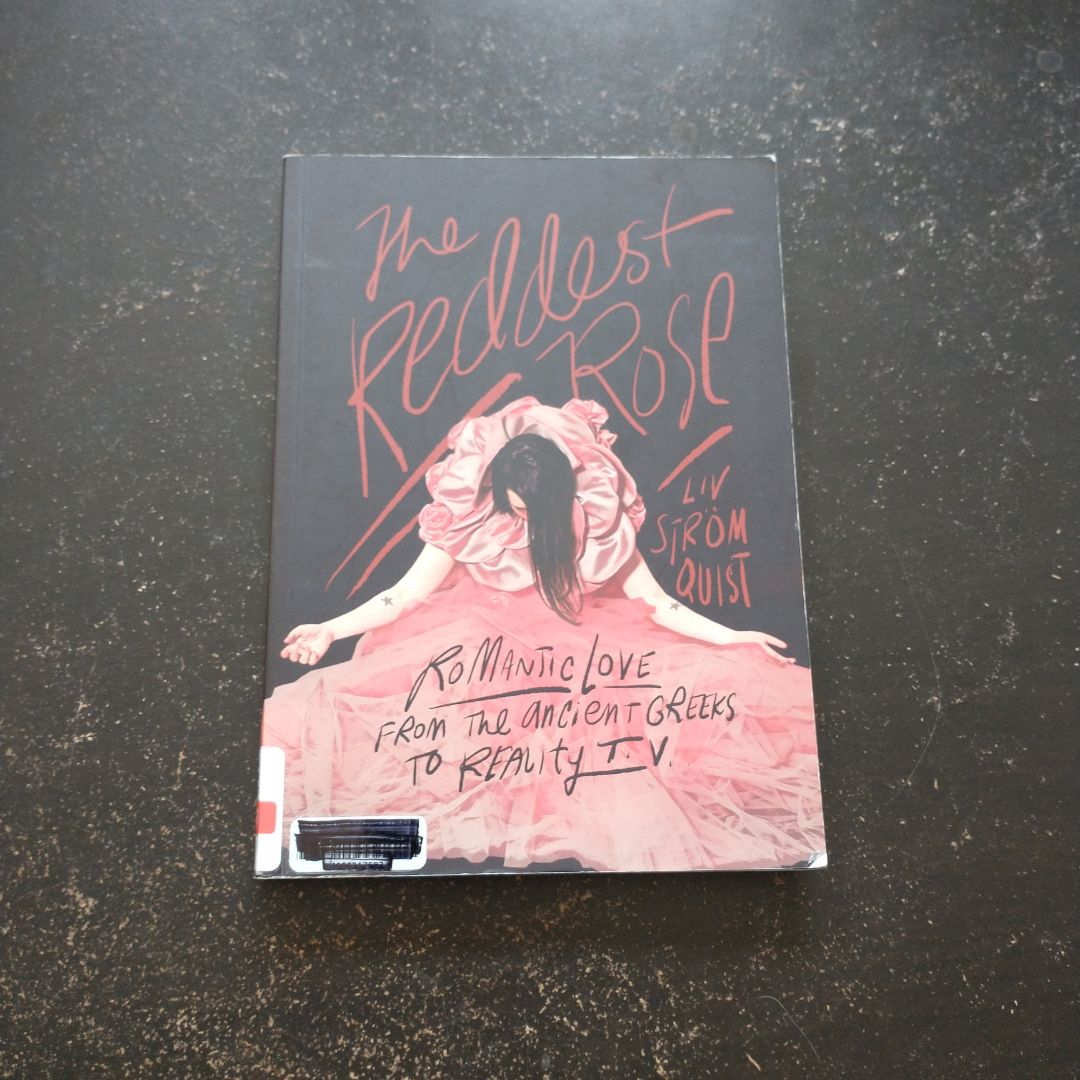 The
Reddest
Rose
LIV
STRÖM
QUIST
ROMANTIC LOVE
FROM THE ANCIENT GREEKS
TO REALITY T.V.